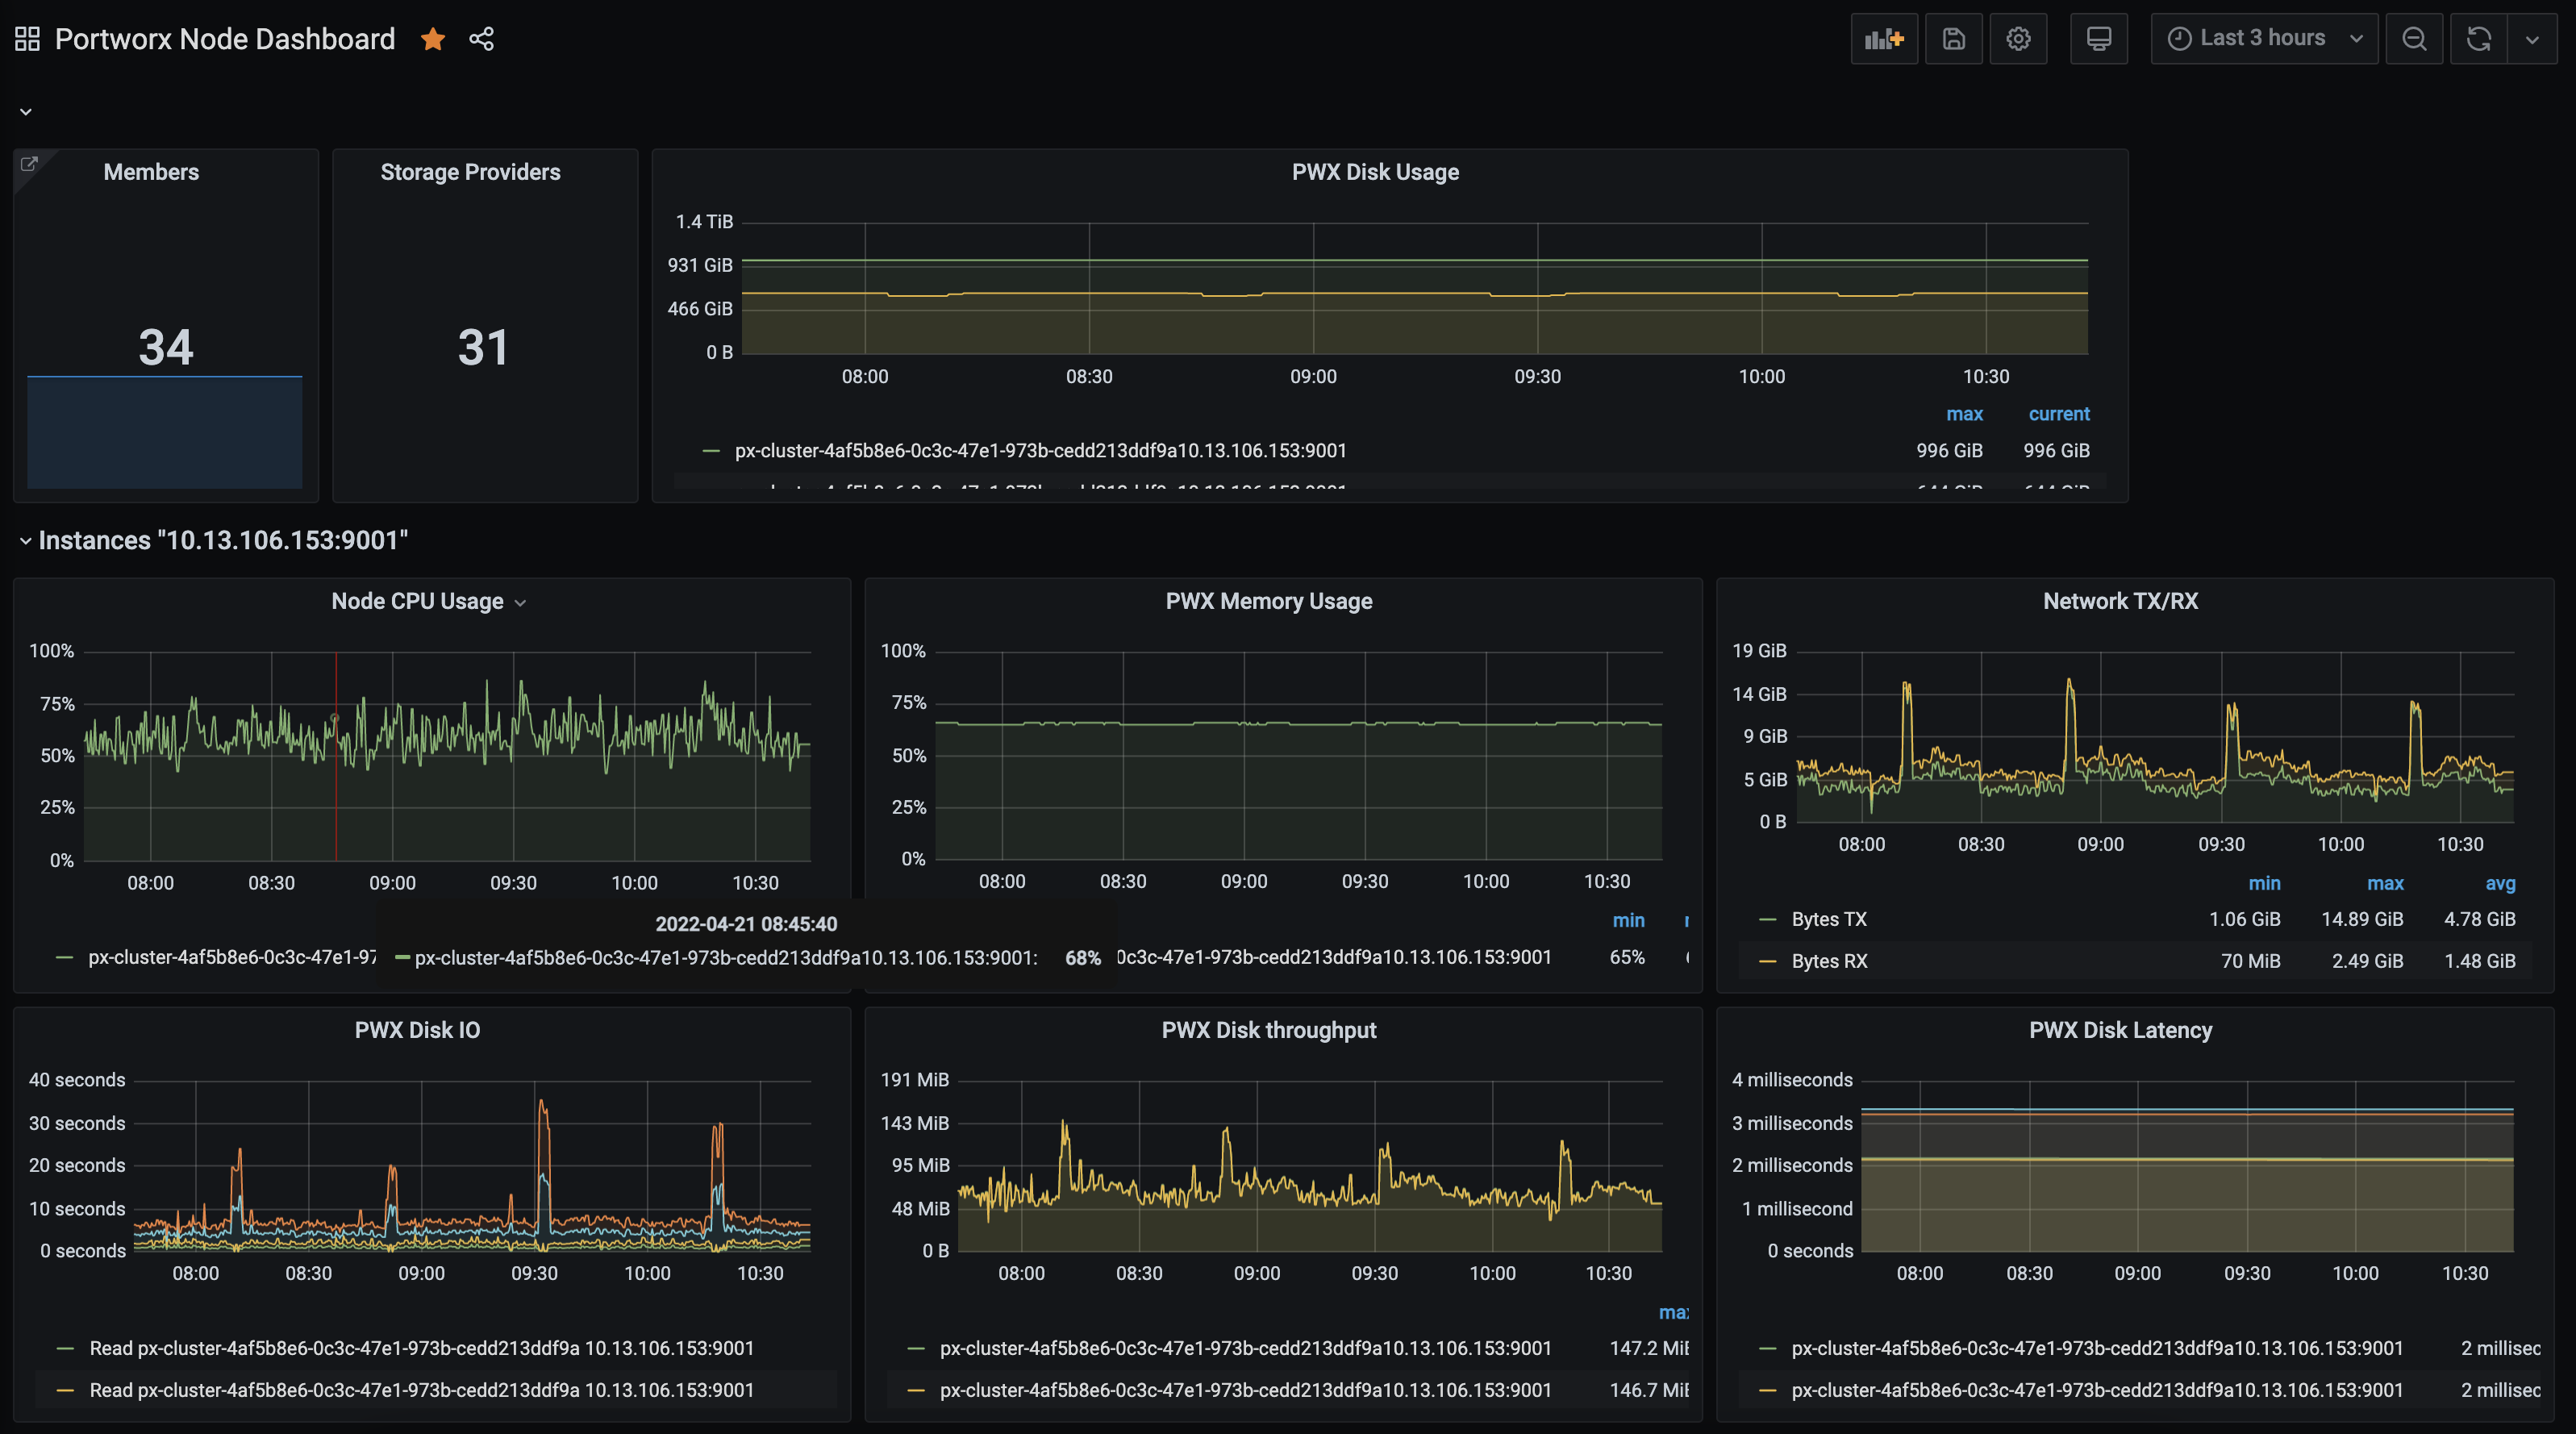 Portworx Node Dashboard
Last 3 hours
Members
34
Storage Providers
31
PWX Disk Usage
1.4 TiB
931 GiB
466 GiB
0 B
08:00 08:30 09:00 09:30 10:00 10:30
max current
px-cluster-4af5b8e6-0c3c-47e1-973b-cedd213ddf9a10.13.106.153:9001 996 GiB 996 GiB
Instances "10.13.106.153:9001"
Node CPU Usage
100%
75%
50%
25%
0%
08:00 08:30 09:00 09:30 10:00 10:30
px-cluster-4af5b8e6-0c3c-47e1-97
2022-04-21 08:45:40
px-cluster-4af5b8e6-0c3c-47e1-973b-cedd213ddf9a10.13.106.153:9001: 68%
PWX Memory Usage
100%
75%
50%
25%
0%
08:00 08:30 09:00 09:30 10:00 10:30
min
0c3c-47e1-973b-cedd213ddf9a10.13.106.153:9001 65%
Network TX/RX
19 GiB
14 GiB
9 GiB
5 GiB
0 B
08:00 08:30 09:00 09:30 10:00 10:30
min max avg
Bytes TX 1.06 GiB 14.89 GiB 4.78 GiB
Bytes RX 70 MiB 2.49 GiB 1.48 GiB
PWX Disk IO
40 seconds
30 seconds
20 seconds
10 seconds
0 seconds
08:00 08:30 09:00 09:30 10:00 10:30
Read px-cluster-4af5b8e6-0c3c-47e1-973b-cedd213ddf9a 10.13.106.153:9001
Read px-cluster-4af5b8e6-0c3c-47e1-973b-cedd213ddf9a 10.13.106.153:9001
PWX Disk throughput
191 MiB
143 MiB
95 MiB
48 MiB
0 B
08:00 08:30 09:00 09:30 10:00 10:30
max
px-cluster-4af5b8e6-0c3c-47e1-973b-cedd213ddf9a10.13.106.153:9001 147.2 MiB
px-cluster-4af5b8e6-0c3c-47e1-973b-cedd213ddf9a10.13.106.153:9001 146.7 MiB
PWX Disk Latency
4 milliseconds
3 milliseconds
2 milliseconds
1 millisecond
0 seconds
08:00 08:30 09:00 09:30 10:00 10:30
px-cluster-4af5b8e6-0c3c-47e1-973b-cedd213ddf9a10.13.106.153:9001 2 millisec
px-cluster-4af5b8e6-0c3c-47e1-973b-cedd213ddf9a10.13.106.153:9001 2 millisec